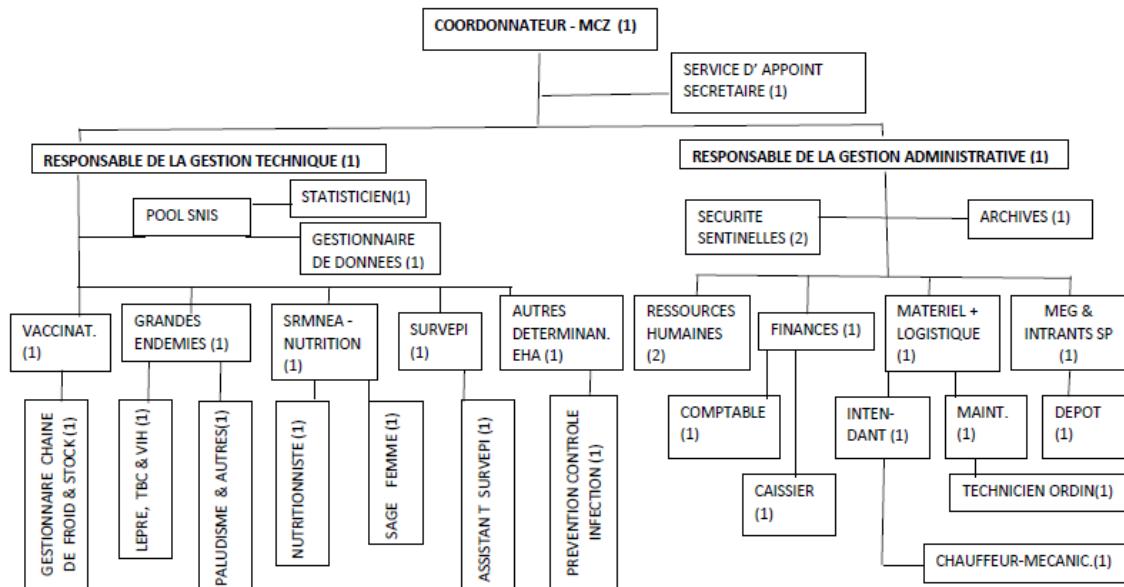 COORDONNATEUR - MCZ (1)
SERVICE D' APPOINT
SECRETAIRE (1)
RESPONSABLE DE LA GESTION TECHNIQUE (1)
RESPONSABLE DE LA GESTION ADMINISTRATIVE (1)
STATISTICIEN(1)
POOL SNIS
GESTIONNAIRE
DE DONNEES (1)
SECURITE
SENTINELLES (2)
ARCHIVES (1)
VACCINAT.
(1)
GRANDES
ENDEMIES (1)
SRMNEA -
NUTRITION
(1)
SURVEPI
(1)
AUTRES
DETERMINAN.
EHA (1)
RESSOURCES
HUMAINES
(2)
FINANCES (1)
MATERIEL +
LOGISTIQUE
(1)
MEG &
INTRANTS SP
(1)
GESTIONNAIRE CHAINE
DE FROID & STOCK (1)
LEPRE, TBC & VIH (1)
PALUDISME & AUTRES(1)
NUTRITIONNISTE (1)
SAGE FEMME (1)
ASSISTANT SURVEPI (1)
PREVENTION CONTROLE
INFECTION (1)
COMPTABLE
(1)
CAISSIER
(1)
INTEN-
DANT (1)
MAINT.
(1)
DEPOT
(1)
TECHNICIEN ORDIN(1)
CHAUFFEUR-MECANIC.(1)